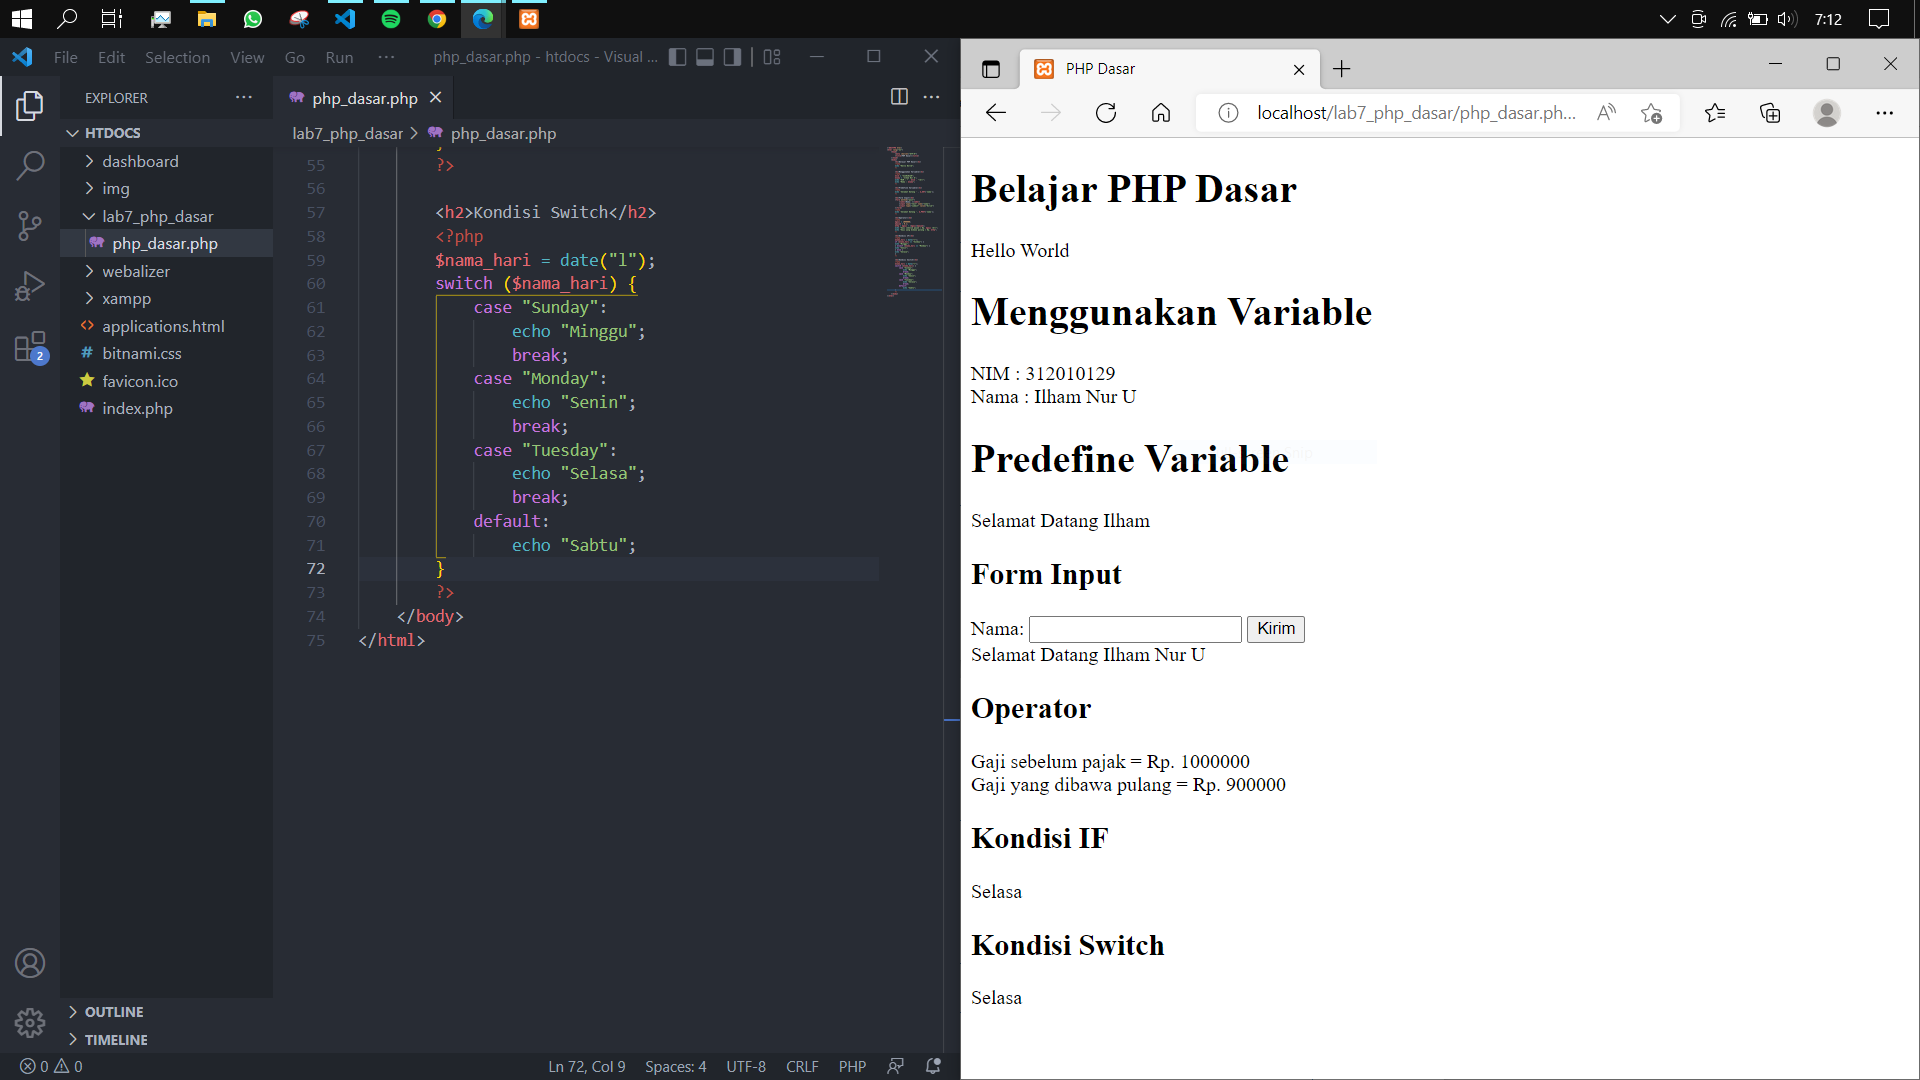 7:12
File Edit Selection View Go Run ··· php_dasar.php - htdocs - Visual ...
EXPLORER ···
HTDOCS
dashboard
img
lab7_php_dasar
php_dasar.php
webalizer
xampp
applications.html
bitnami.css
favicon.ico
index.php
2
OUTLINE
TIMELINE
php_dasar.php
lab7_php_dasar > php_dasar.php
55 ?>
56
57 <h2>Kondisi Switch</h2>
58 <?php
59 $nama_hari = date("l");
60 switch ($nama_hari) {
61 case "Sunday":
62 echo "Minggu";
63 break;
64 case "Monday":
65 echo "Senin";
66 break;
67 case "Tuesday":
68 echo "Selasa";
69 break;
70 default:
71 echo "Sabtu";
72 }
73 ?>
74 </body>
75 </html>
0 0 Ln 72, Col 9 Spaces: 4 UTF-8 CRLF PHP
PHP Dasar
localhost/lab7_php_dasar/php_dasar.ph...
Belajar PHP Dasar
Hello World
Menggunakan Variable
NIM : 312010129
Nama : Ilham Nur U
Predefine Variable
Selamat Datang Ilham
Form Input
Nama: Kirim
Selamat Datang Ilham Nur U
Operator
Gaji sebelum pajak = Rp. 1000000
Gaji yang dibawa pulang = Rp. 900000
Kondisi IF
Selasa
Kondisi Switch
Selasa